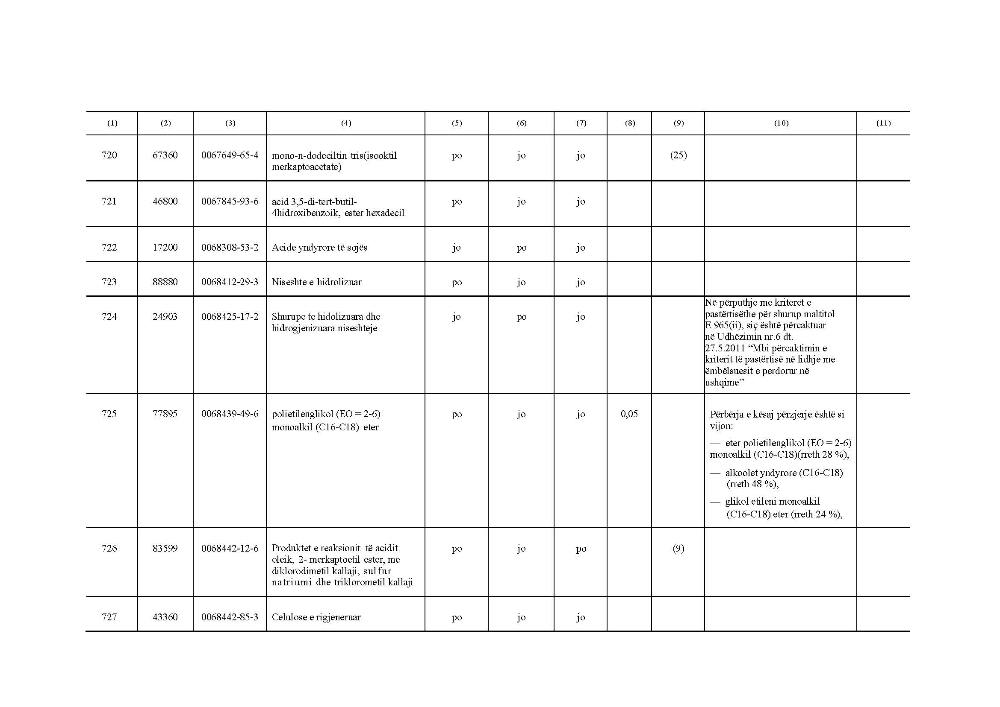 (1) (2) (3) (4) (5) (6) (7) (8) (9) (10) (11)
720 67360 0067649-65-4 mono-n-dodeciltin tris(isooktil po jo jo (25)
merkaptoacetate)
721 46800 0067845-93-6 acid 3,5-di-tert-butil- po jo jo
4hidroxibenzoik, ester hexadecil
722 17200 0068308-53-2 Acide yndyrore të sojës jo po jo
723 88880 0068412-29-3 Niseshte e hidrolizuar po jo jo
724 24903 0068425-17-2 Shurupe te hidolizuara dhe jo po jo
hidrogjenizuara niseshteje
Në përputhje me kriteret e
pastërtisëthe për shurup maltitol
E 965(ii), siç është përcaktuar
në Udhëzimin nr.6 dt.
27.5.2011 “Mbi përcaktimin e
kriterit të pastërtisë në lidhje me
ëmbëlsuesit e perdorur në
ushqime”
725 77895 0068439-49-6 polietilenglikol (EO = 2-6) po jo jo 0,05
monoalkil (C16-C18) eter
Përbërja e kësaj përzjerje është si
vijon:
— eter polietilenglikol (EO = 2-6)
monoalkil (C16-C18)(rreth 28 %),
— alkoolet yndyrore (C16-C18)
(rreth 48 %),
— glikol etileni monoalkil
(C16-C18) eter (rreth 24 %),
726 83599 0068442-12-6 Produktet e reaksionit të acidit po jo po (9)
oleik, 2- merkaptoetil ester, me
diklorodimetil kallaji, sulfur
natriumi dhe triklorometil kallaji
727 43360 0068442-85-3 Celulose e rigjeneruar po jo jo